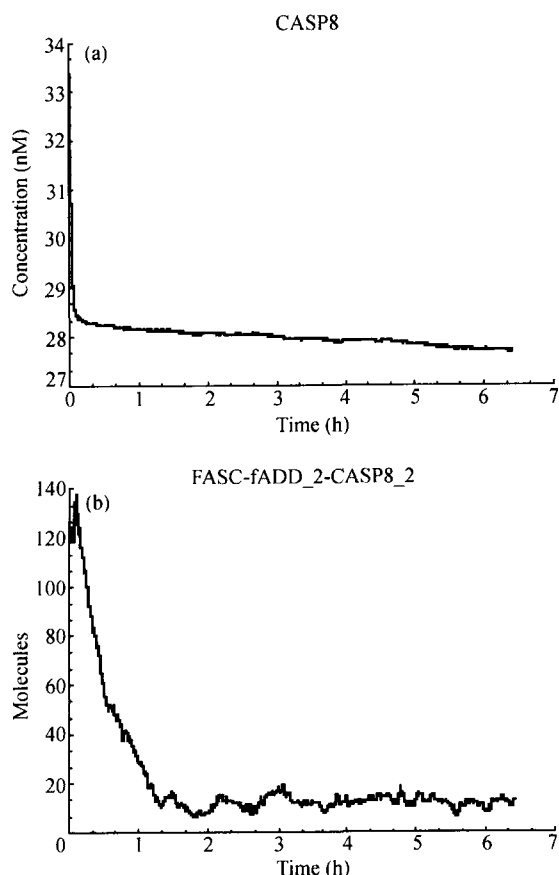 CASP8
(a)
34
33
32
31
30
29
28
27
Concentration (nM)
0 1 2 3 4 5 6 7
Time (h)
FASC-fADD_2-CASP8_2
(b)
140
120
100
80
60
40
20
Molecules
0 1 2 3 4 5 6 7
Time (h)